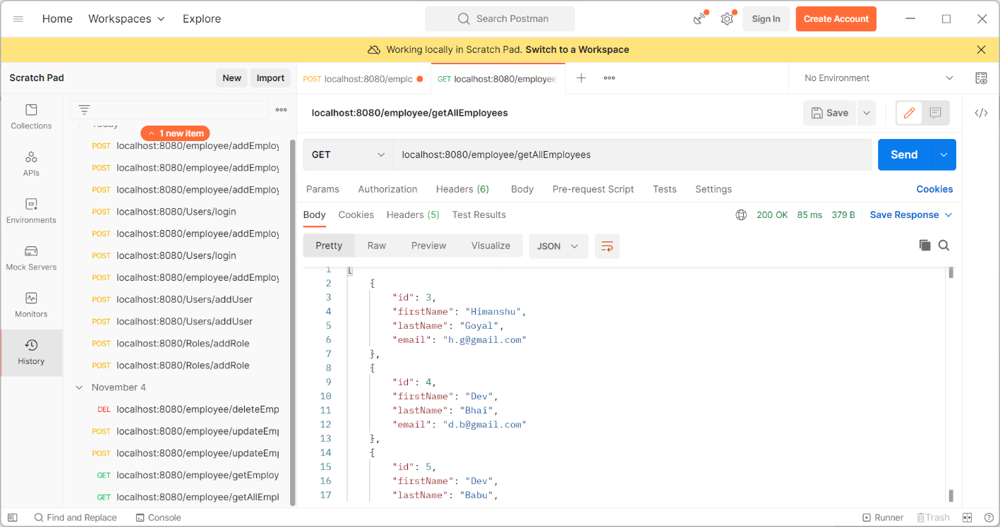 Home Workspaces Explore Search Postman Sign In Create Account
Working locally in Scratch Pad. Switch to a Workspace
Scratch Pad New Import
POST localhost:8080/emplo GET localhost:8080/employee No Environment
Collections
APIs
Environments
Mock Servers
Monitors
History
Today
1 new item
POST localhost:8080/employee/addEmploy
POST localhost:8080/employee/addEmploy
POST localhost:8080/employee/addEmploy
POST localhost:8080/Users/login
POST localhost:8080/employee/addEmploy
POST localhost:8080/Users/login
POST localhost:8080/employee/addEmploy
POST localhost:8080/Users/addUser
POST localhost:8080/Users/addUser
POST localhost:8080/Roles/addRole
POST localhost:8080/Roles/addRole
November 4
DEL localhost:8080/employee/deleteEmp
POST localhost:8080/employee/updateEmp
POST localhost:8080/employee/updateEmp
GET localhost:8080/employee/getEmploy
GET localhost:8080/employee/getAllEmpl
localhost:8080/employee/getAllEmployees Save
GET localhost:8080/employee/getAllEmployees Send
Params Authorization Headers (6) Body Pre-request Script Tests Settings Cookies
Body Cookies Headers (5) Test Results 200 OK 85 ms 379 B Save Response
Pretty Raw Preview Visualize JSON
1 [
2 {
3 "id": 3,
4 "firstName": "Himanshu",
5 "lastName": "Goyal",
6 "email": "h.g@gmail.com"
7 },
8 {
9 "id": 4,
10 "firstName": "Dev",
11 "lastName": "Bhai",
12 "email": "d.b@gmail.com"
13 },
14 {
15 "id": 5,
16 "firstName": "Dev",
17 "lastName": "Babu",
Find and Replace Console Runner Trash